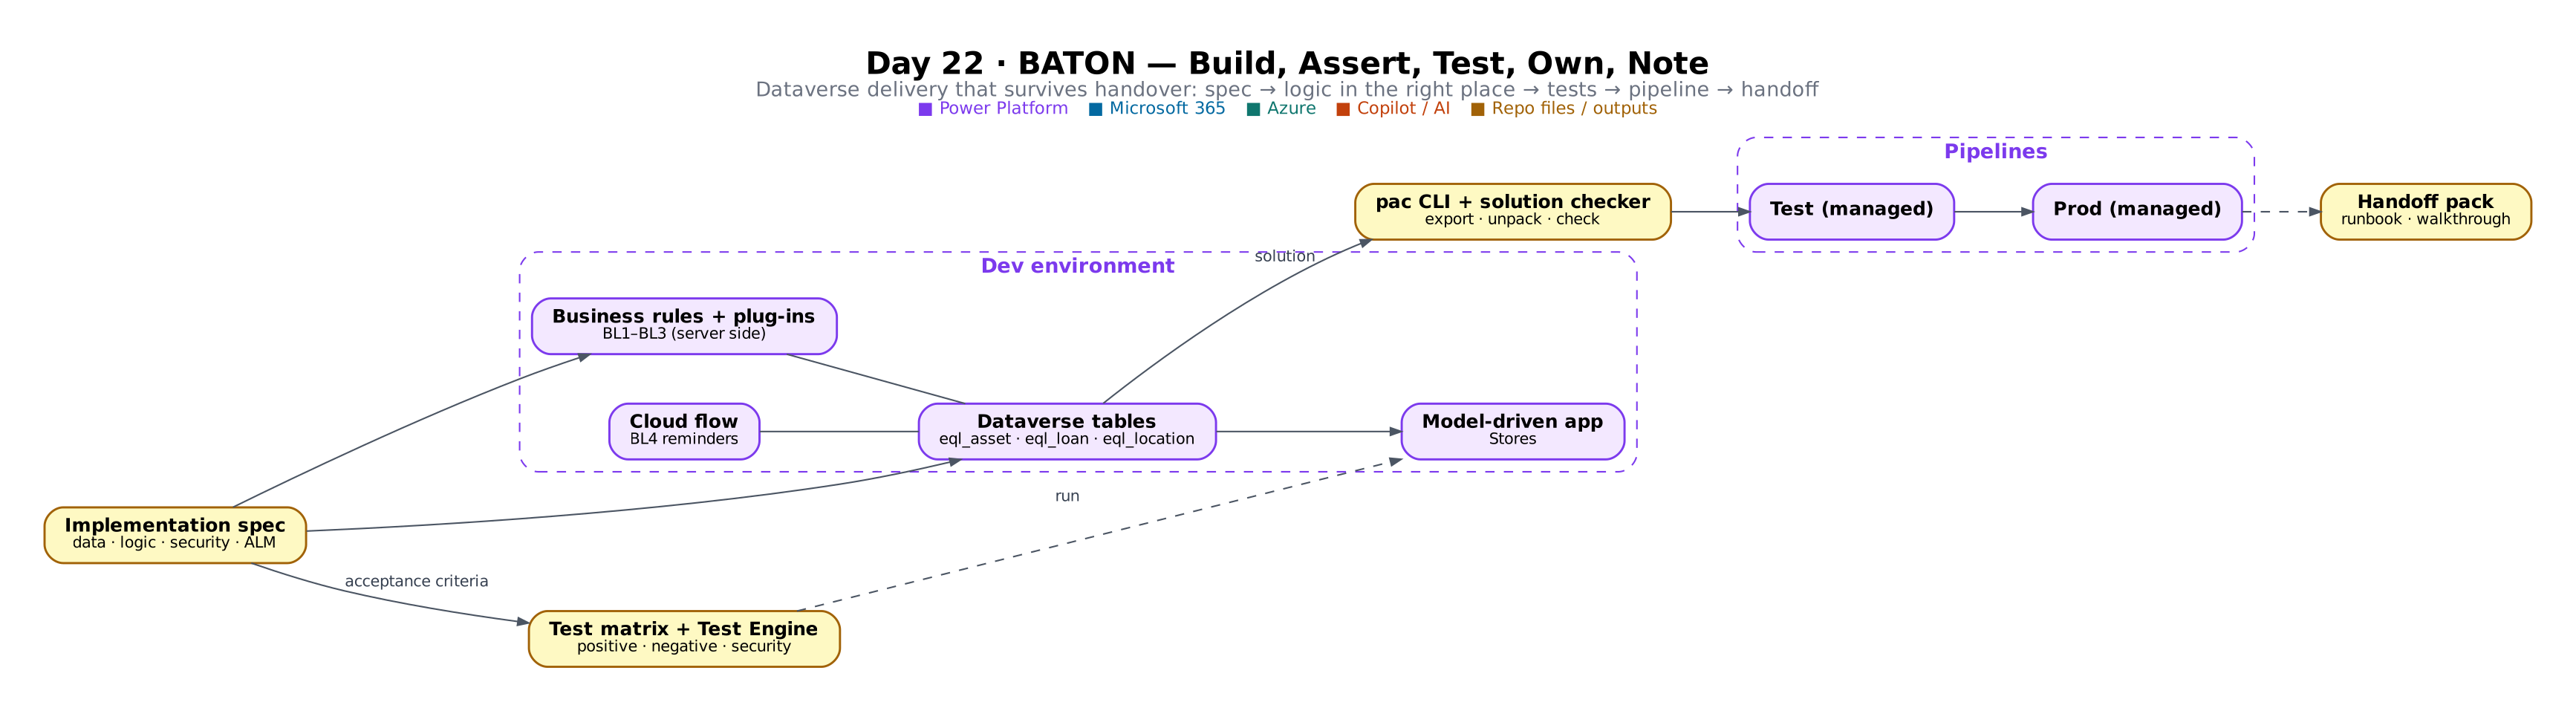 Day 22 · BATON — Build, Assert, Test, Own, Note
Dataverse delivery that survives handover: spec → logic in the right place → tests → pipeline → handoff
■ Power Platform ■ Microsoft 365 ■ Azure ■ Copilot / AI ■ Repo files / outputs
Pipelines
pac CLI + solution checker
export · unpack · check
Test (managed)
Prod (managed)
Handoff pack
runbook · walkthrough
solution
Dev environment
Business rules + plug-ins
BL1–BL3 (server side)
Cloud flow
BL4 reminders
Dataverse tables
eql_asset · eql_loan · eql_location
Model-driven app
Stores
run
Implementation spec
data · logic · security · ALM
acceptance criteria
Test matrix + Test Engine
positive · negative · security